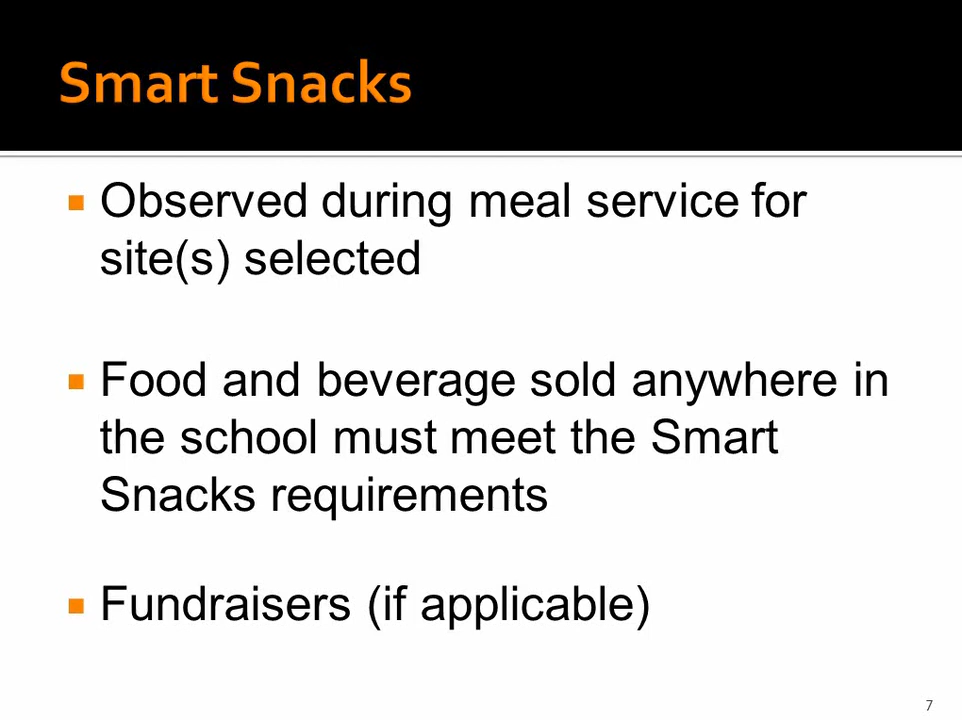 Smart Snacks
Observed during meal service for
site(s) selected
Food and beverage sold anywhere in
the school must meet the Smart
Snacks requirements
Fundraisers (if applicable)
7